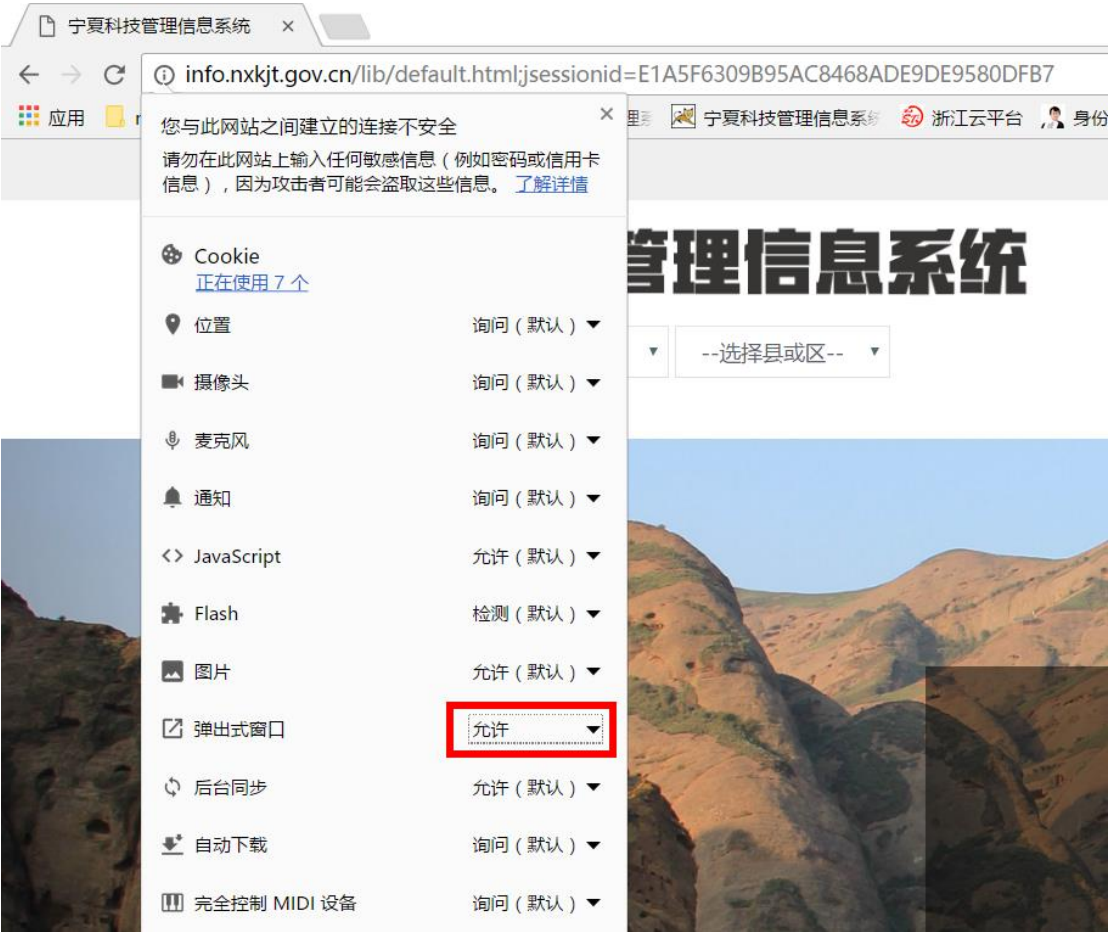 宁夏科技管理信息系统
info.nxkjt.gov.cn/lib/default.html;jsessionid=E1A5F6309B95AC8468ADE9DE9580DFB7
应用
宁夏科技管理信息系统
浙江云平台
身份
您与此网站之间建立的连接不安全
请勿在此网站上输入任何敏感信息（例如密码或信用卡
信息），因为攻击者可能会盗取这些信息。 了解详情
管理信息系统
--选择县或区--
Cookie
正在使用 7 个
位置 询问（默认）
摄像头 询问（默认）
麦克风 询问（默认）
通知 询问（默认）
JavaScript 允许（默认）
Flash 检测（默认）
图片 允许（默认）
弹出式窗口 允许
后台同步 允许（默认）
自动下载 询问（默认）
完全控制 MIDI 设备 询问（默认）